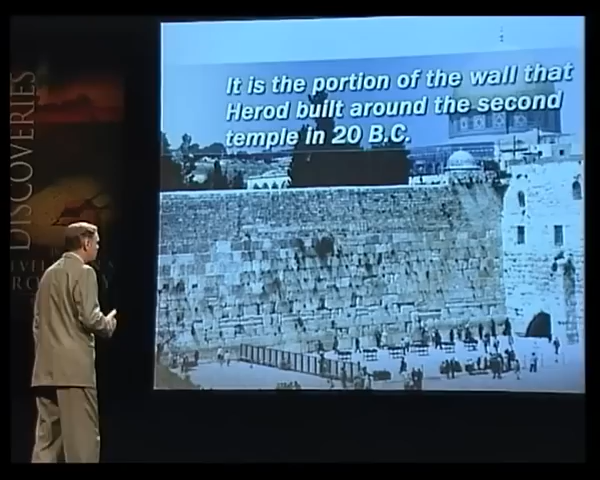 It is the portion of the wall that
Herod built around the second
temple in 20 B.C.
DISCOVERIES